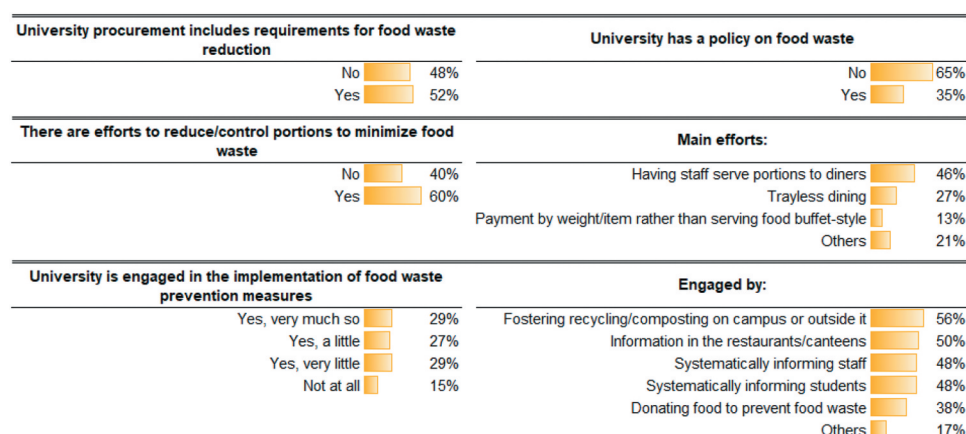 University procurement includes requirements for food waste
reduction
No 48%
Yes 52%
University has a policy on food waste
No 65%
Yes 35%
There are efforts to reduce/control portions to minimize food
waste
No 40%
Yes 60%
Main efforts:
Having staff serve portions to diners 46%
Trayless dining 27%
Payment by weight/item rather than serving food buffet-style 13%
Others 21%
University is engaged in the implementation of food waste
prevention measures
Yes, very much so 29%
Yes, a little 27%
Yes, very little 29%
Not at all 15%
Engaged by:
Fostering recycling/composting on campus or outside it 56%
Information in the restaurants/canteens 50%
Systematically informing staff 48%
Systematically informing students 48%
Donating food to prevent food waste 38%
Others 17%